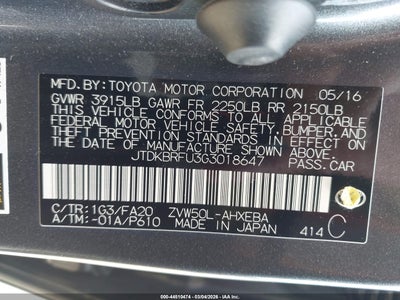 MFD.BY:TOYOTA MOTOR CORPORATION 05/16
GVWR 3915LB GAWR FR 2250LB RR 2150LB
THIS VEHICLE CONFORMS TO ALL APPLICABLE
FEDERAL MOTOR VEHICLE SAFETY,BUMPER,AND
THEFT PREVENTION STANDARDS IN EFFECT ON
THE DATE OF MANUFACTURE SHOWN ABOVE.
JTDKBRFU3G3018647 PASS.CAR
C/TR:1G3/FA20 ZVW50L-AHXEBA
A/TM:-01A/P610 MADE IN JAPAN 414 C
© IAA 000-44610474 | 03/04/2026 - IAAI.COM